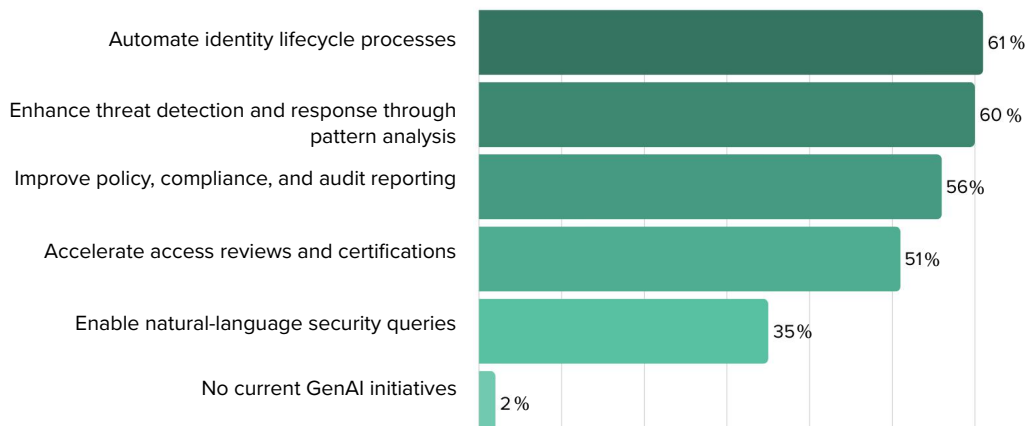 Automate identity lifecycle processes
61%
Enhance threat detection and response through
pattern analysis
60 %
Improve policy, compliance, and audit reporting
56%
Accelerate access reviews and certifications
51%
Enable natural-language security queries
35%
No current GenAI initiatives
2%